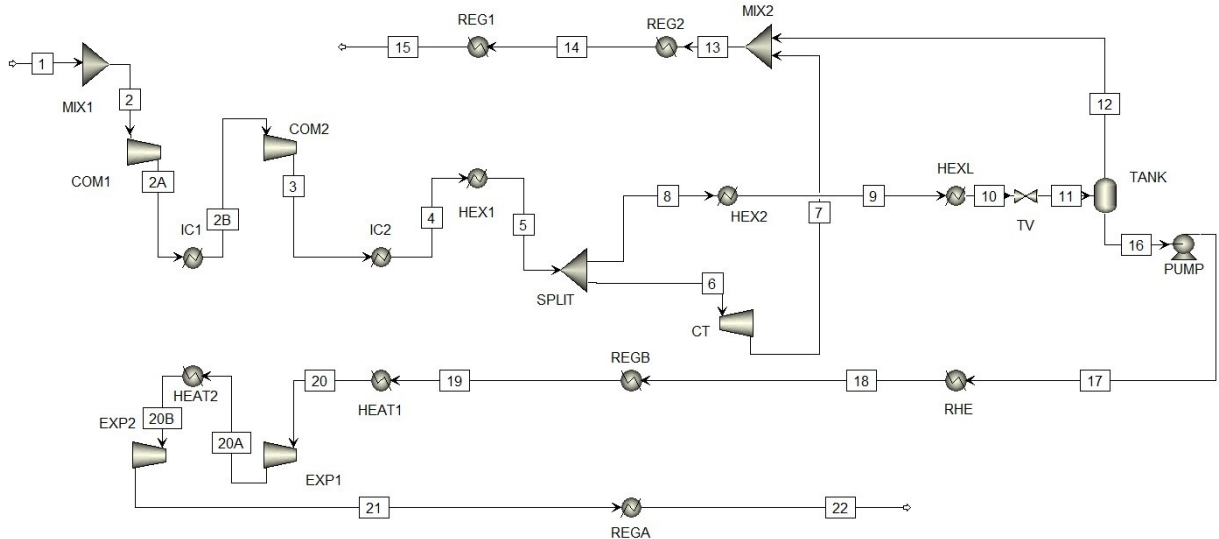 REG1
REG2
MIX2
15
14
13
1
MIX1
2
12
COM1
2A
COM2
3
2B
IC1
IC2
4
HEX1
5
SPLIT
8
HEX2
7
9
HEXL
10
TV
11
TANK
16
PUMP
6
CT
REGB
20
HEAT1
19
18
RHE
17
HEAT2
EXP2
20B
20A
EXP1
21
REGA
22